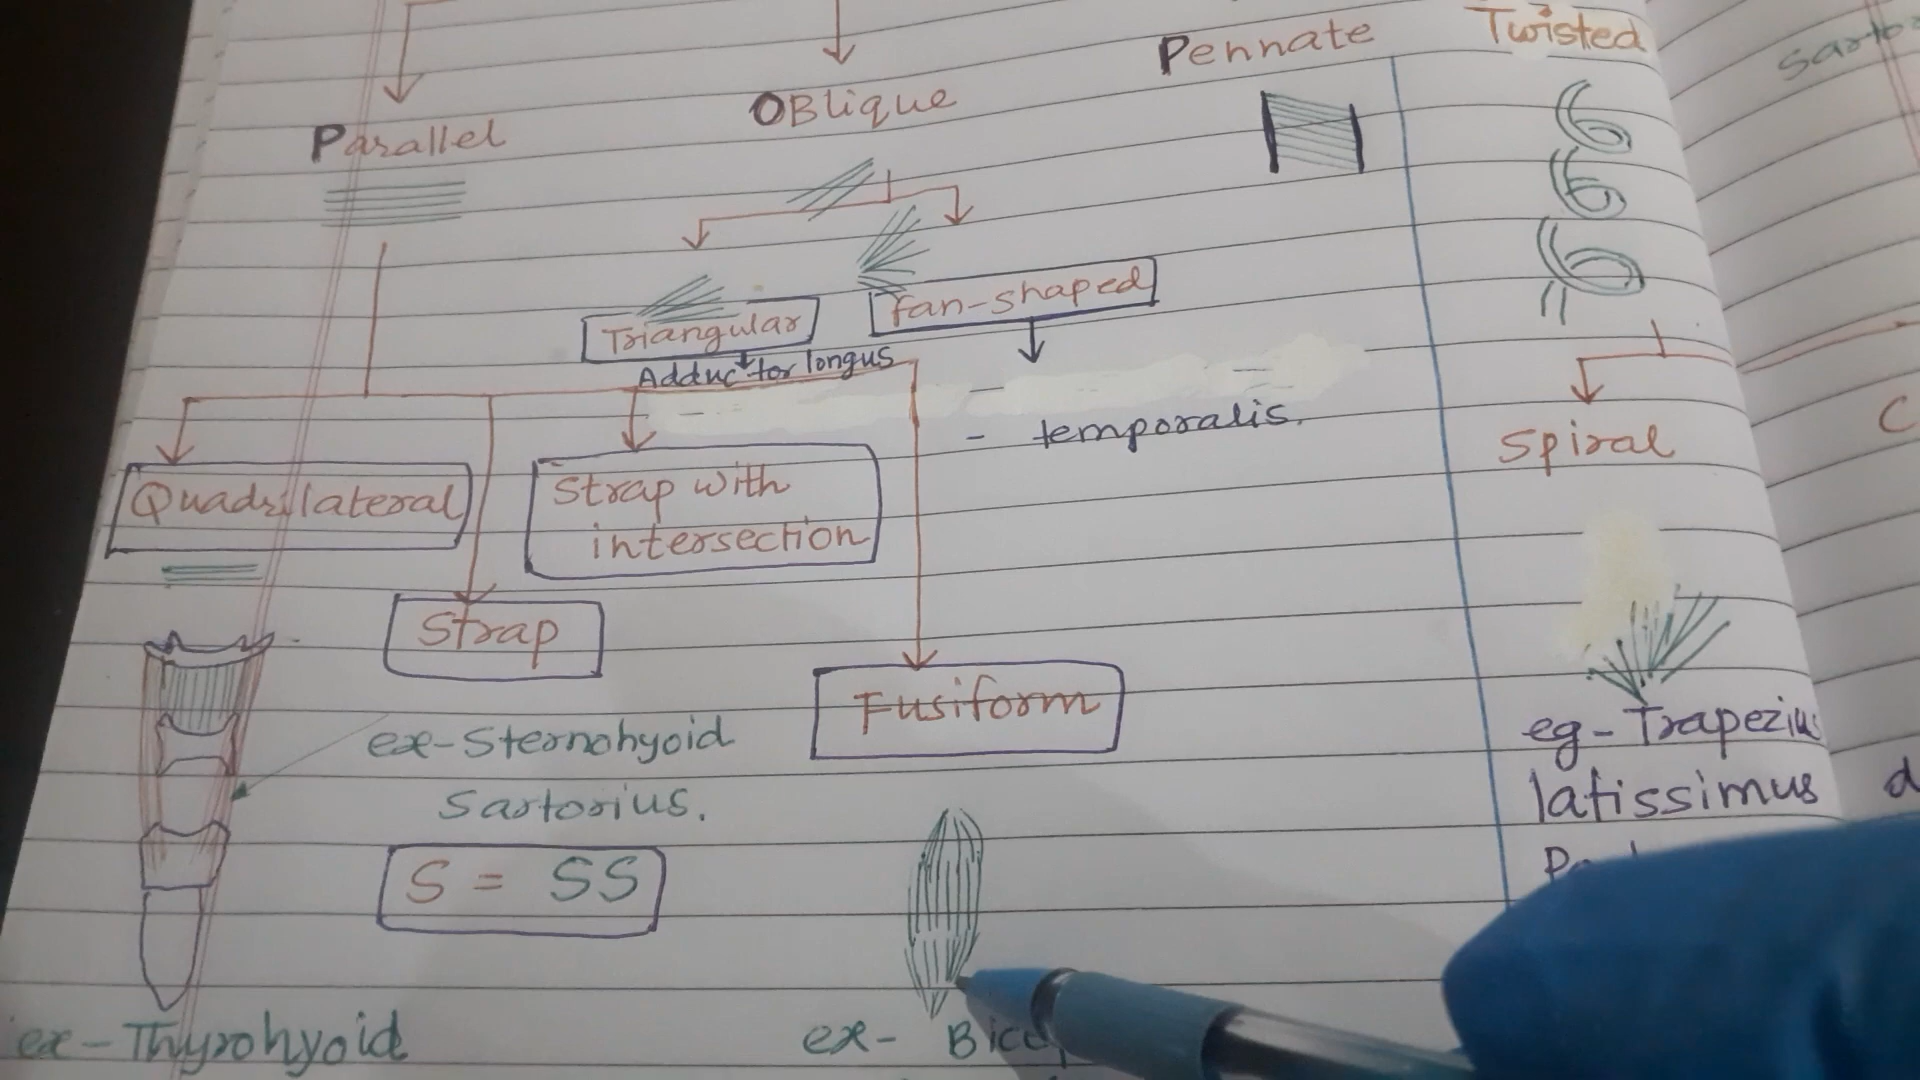 Twisted
Pennate
OBlique
Parallel
Triangular
fan-shaped
Adductor longus
- temporalis.
Spiral
Quadrilateral
Strap with
intersection
Strap
Fusiform
ex-Sternohyoid
Sartorius.
eg-Trapezius
latissimus d
S = SS
ex-Thyrohyoid
ex-
C